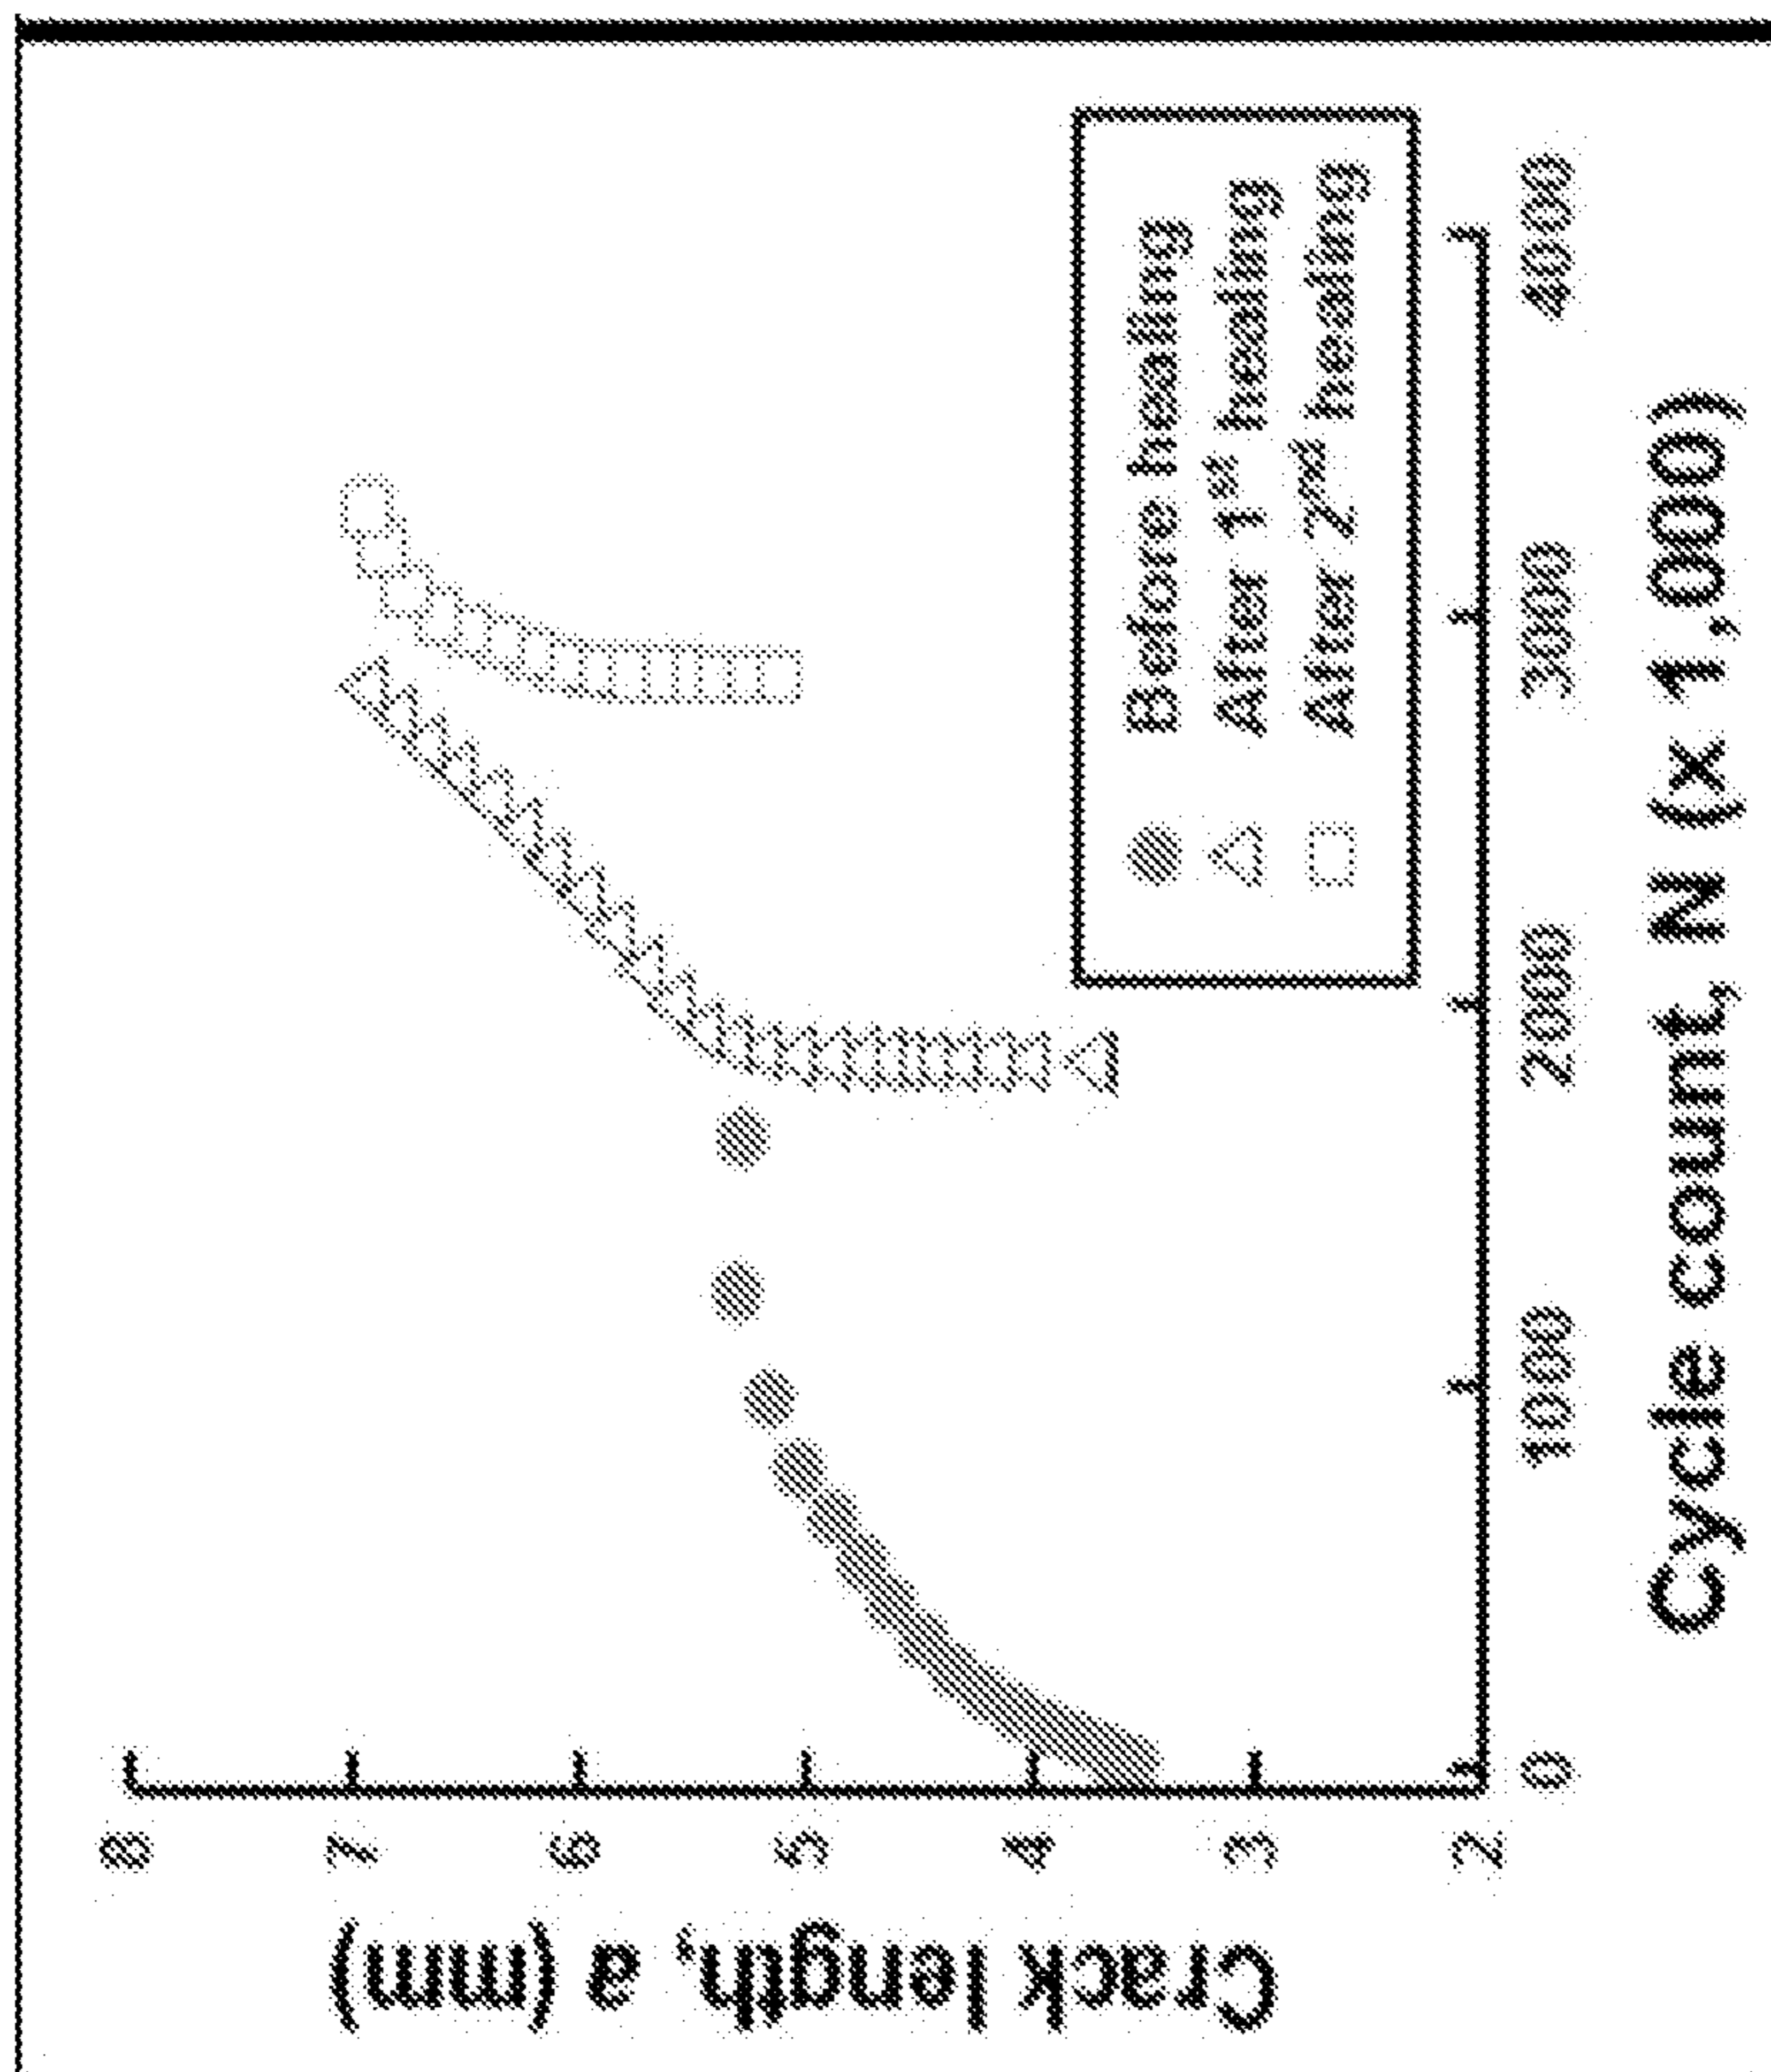 Crack length, a (mm)
8
7
6
5
4
3
2
0
1000
2000
3000
4000
Cycle count, N (x 1,000)
Before healing
After 1st healing
After 2nd healing